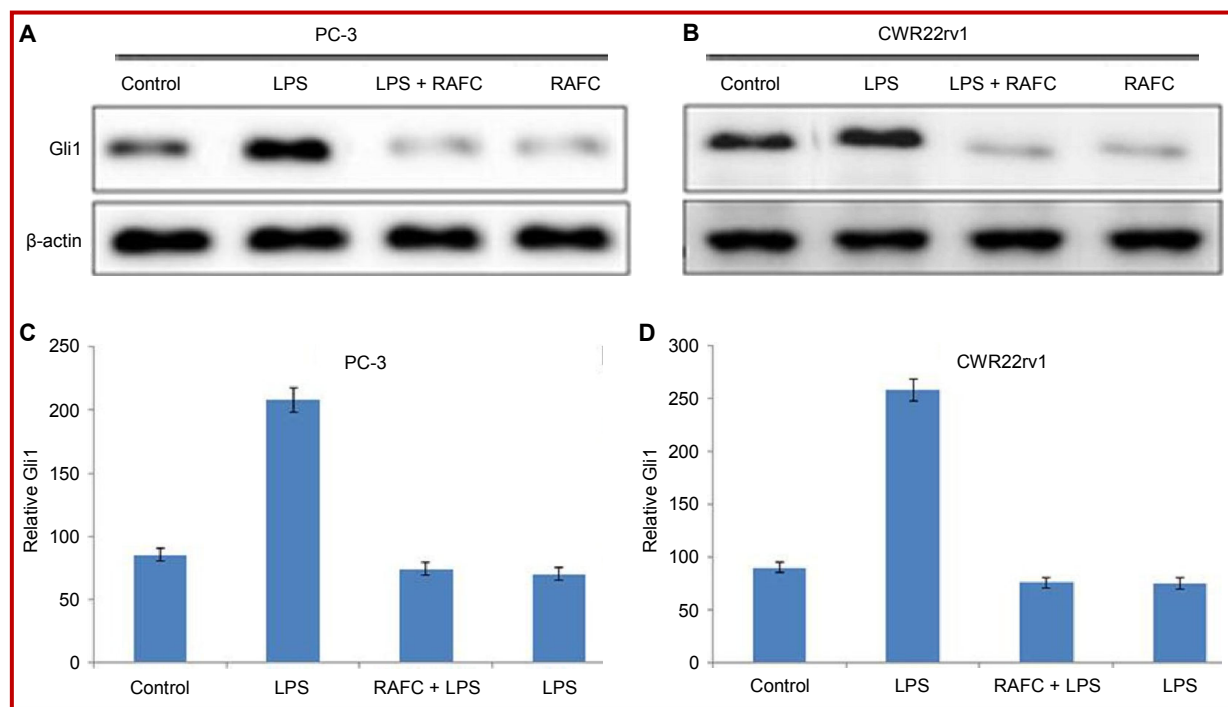 A
PC-3
Control LPS LPS + RAFC RAFC
Gli1
β-actin
B
CWR22rv1
Control LPS LPS + RAFC RAFC
C
PC-3
Relative Gli1
250
200
150
100
50
0
Control LPS RAFC + LPS LPS
D
CWR22rv1
Relative Gli1
300
250
200
150
100
50
0
Control LPS RAFC + LPS LPS